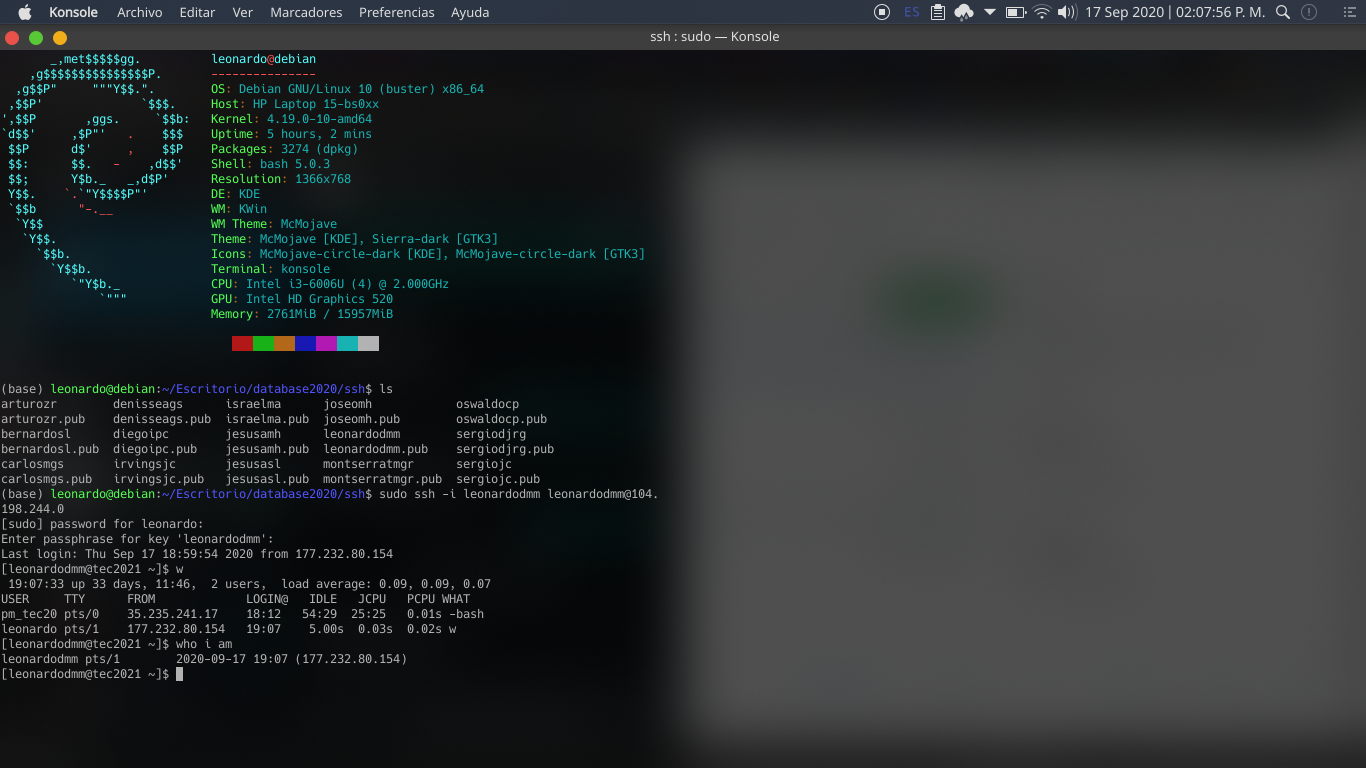 Konsole Archivo Editar Ver Marcadores Preferencias Ayuda ES 17 Sep 2020 | 02:07:56 P. M.
ssh : sudo — Konsole
_,met$$$$$gg. leonardo@debian
,g$$$$$$$$$$$$$$$P. ---------------
,g$$P" """Y$$.". OS: Debian GNU/Linux 10 (buster) x86_64
,$$P' `$$$. Host: HP Laptop 15-bs0xx
',$$P ,ggs. `$$b: Kernel: 4.19.0-10-amd64
`d$$' ,$P"' . $$$ Uptime: 5 hours, 2 mins
$$P d$' , $$P Packages: 3274 (dpkg)
$$: $$. - ,d$$' Shell: bash 5.0.3
$$; Y$b._ _,d$P' Resolution: 1366x768
Y$$. `.`"Y$$$$P"' DE: KDE
`$$b "-.__ WM: KWin
`Y$$ WM Theme: McMojave
`Y$$. Theme: McMojave [KDE], Sierra-dark [GTK3]
`$$b. Icons: McMojave-circle-dark [KDE], McMojave-circle-dark [GTK3]
`Y$$b. Terminal: konsole
`"Y$b._ CPU: Intel i3-6006U (4) @ 2.000GHz
`""" GPU: Intel HD Graphics 520
Memory: 2761MiB / 15957MiB
(base) leonardo@debian:~/Escritorio/database2020/ssh$ ls
arturozr denisseags israelma joseomh oswaldocp
arturozr.pub denisseags.pub israelma.pub joseomh.pub oswaldocp.pub
bernardosl diegoipc jesusamh leonardodmm sergiodjrg
bernardosl.pub diegoipc.pub jesusamh.pub leonardodmm.pub sergiodjrg.pub
carlosmgs irvingsjc jesusasl montserratmgr sergiojc
carlosmgs.pub irvingsjc.pub jesusasl.pub montserratmgr.pub sergiojc.pub
(base) leonardo@debian:~/Escritorio/database2020/ssh$ sudo ssh -i leonardodmm leonardodmm@104.
198.244.0
[sudo] password for leonardo:
Enter passphrase for key 'leonardodmm':
Last login: Thu Sep 17 18:59:54 2020 from 177.232.80.154
[leonardodmm@tec2021 ~]$ w
19:07:33 up 33 days, 11:46, 2 users, load average: 0.09, 0.09, 0.07
USER TTY FROM LOGIN@ IDLE JCPU PCPU WHAT
pm_tec20 pts/0 35.235.241.17 18:12 54:29 25:25 0.01s -bash
leonardo pts/1 177.232.80.154 19:07 5.00s 0.03s 0.02s w
[leonardodmm@tec2021 ~]$ who i am
leonardodmm pts/1 2020-09-17 19:07 (177.232.80.154)
[leonardodmm@tec2021 ~]$